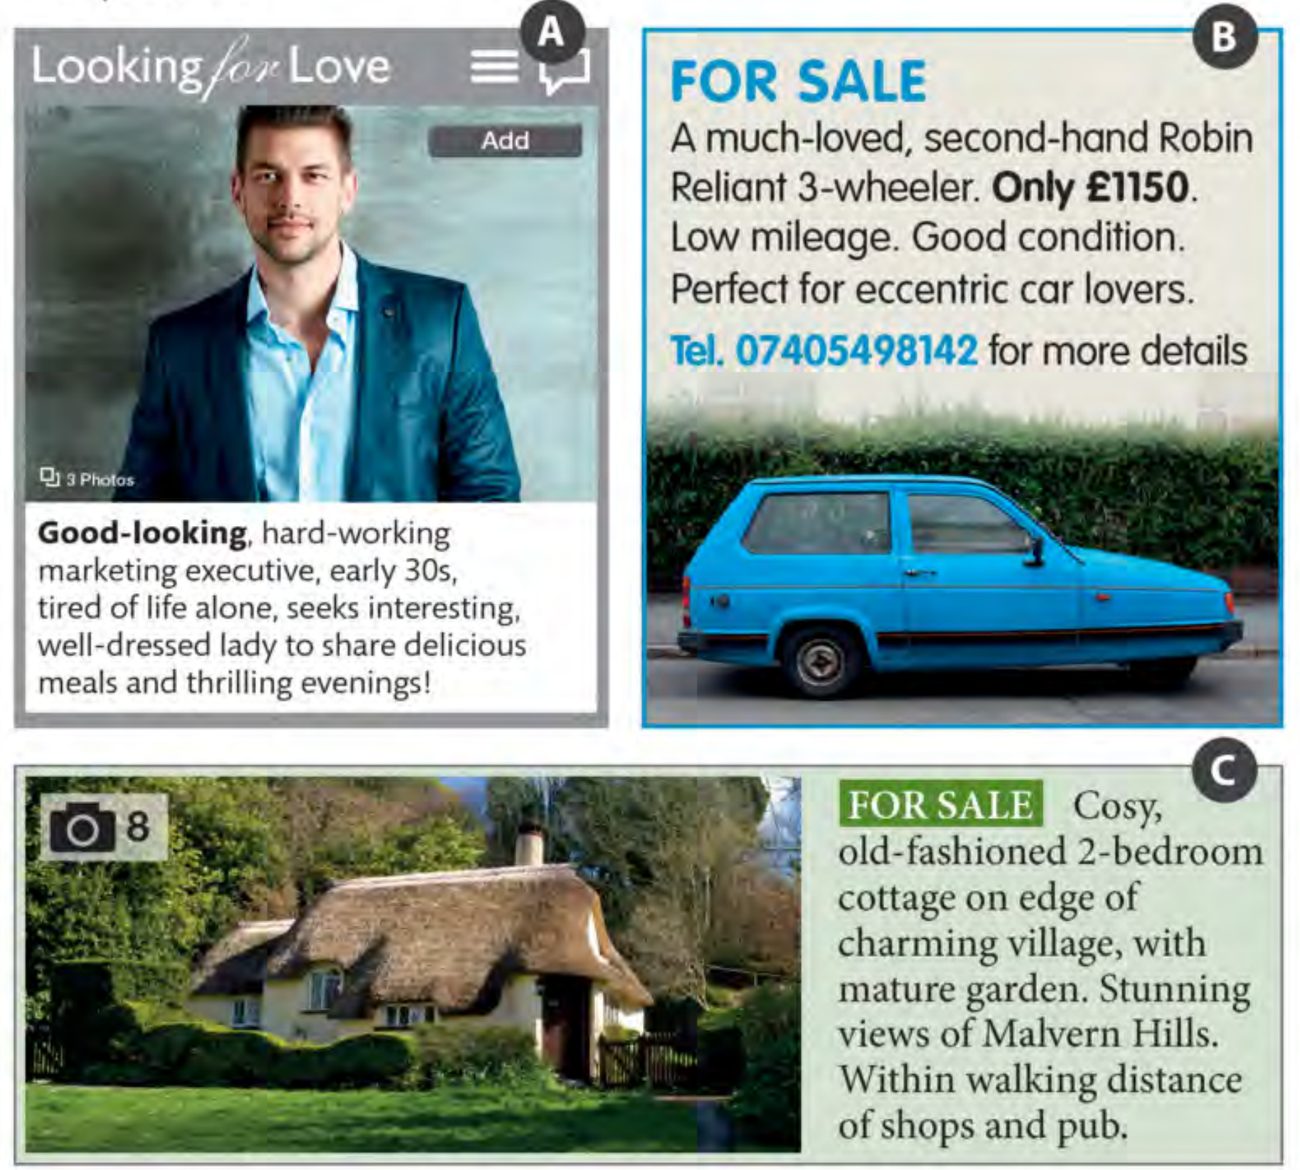 A
Looking for Love
Add
3 Photos
Good-looking, hard-working
marketing executive, early 30s,
tired of life alone, seeks interesting,
well-dressed lady to share delicious
meals and thrilling evenings!
B
FOR SALE
A much-loved, second-hand Robin
Reliant 3-wheeler. Only £1150.
Low mileage. Good condition.
Perfect for eccentric car lovers.
Tel. 07405498142 for more details
C
8
FOR SALE Cosy,
old-fashioned 2-bedroom
cottage on edge of
charming village, with
mature garden. Stunning
views of Malvern Hills.
Within walking distance
of shops and pub.